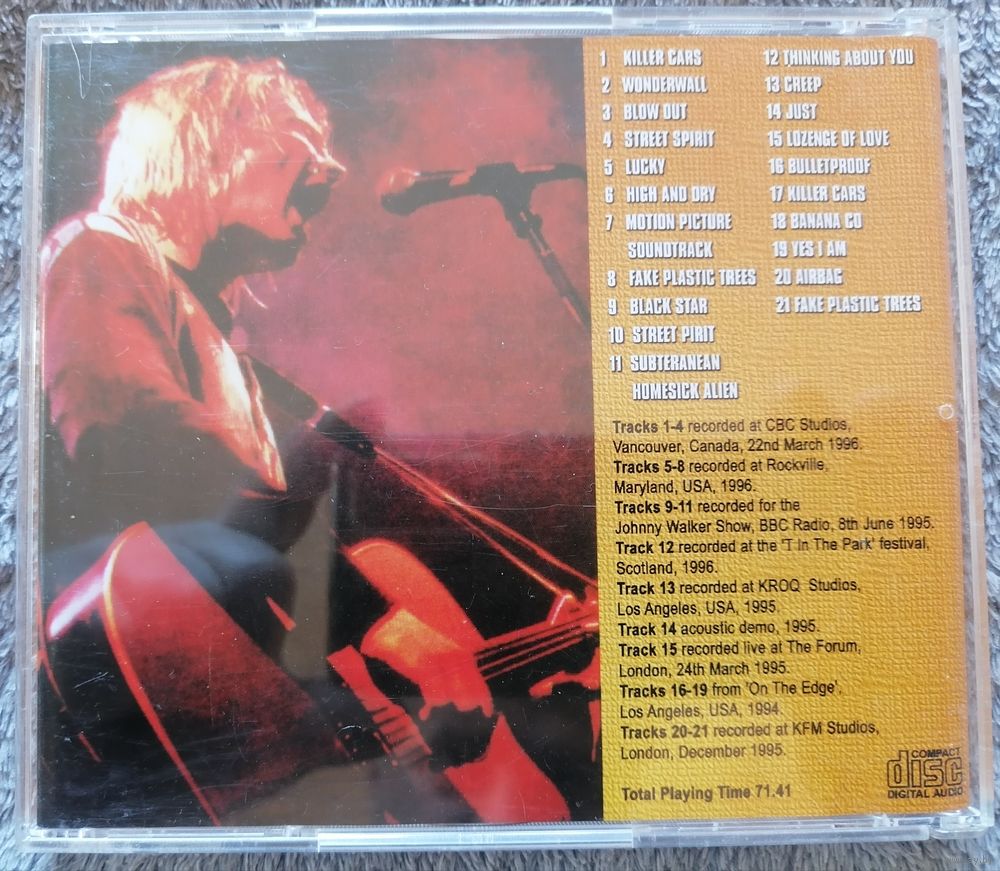 1 KILLER CARS
2 WONDERWALL
3 BLOW OUT
4 STREET SPIRIT
5 LUCKY
6 HIGH AND DRY
7 MOTION PICTURE
SOUNDTRACK
8 FAKE PLASTIC TREES
9 BLACK STAR
10 STREET PIRIT
11 SUBTERANEAN
HOMESICK ALIEN
12 THINKING ABOUT YOU
13 CREEP
14 JUST
15 LOZENGE OF LOVE
16 BULLETPROOF
17 KILLER CARS
18 BANANA CO
19 YES I AM
20 AIRBAG
21 FAKE PLASTIC TREES
Tracks 1-4 recorded at CBC Studios,
Vancouver, Canada, 22nd March 1996.
Tracks 5-8 recorded at Rockville,
Maryland, USA, 1996.
Tracks 9-11 recorded for the
Johnny Walker Show, BBC Radio, 8th June 1995.
Track 12 recorded at the 'T In The Park' festival,
Scotland, 1996.
Track 13 recorded at KROQ Studios,
Los Angeles, USA, 1995.
Track 14 acoustic demo, 1995.
Track 15 recorded live at The Forum,
London, 24th March 1995.
Tracks 16-19 from 'On The Edge',
Los Angeles, USA, 1994.
Tracks 20-21 recorded at KFM Studios,
London, December 1995.
Total Playing Time 71.41
COMPACT
disc
DIGITAL AUDIO